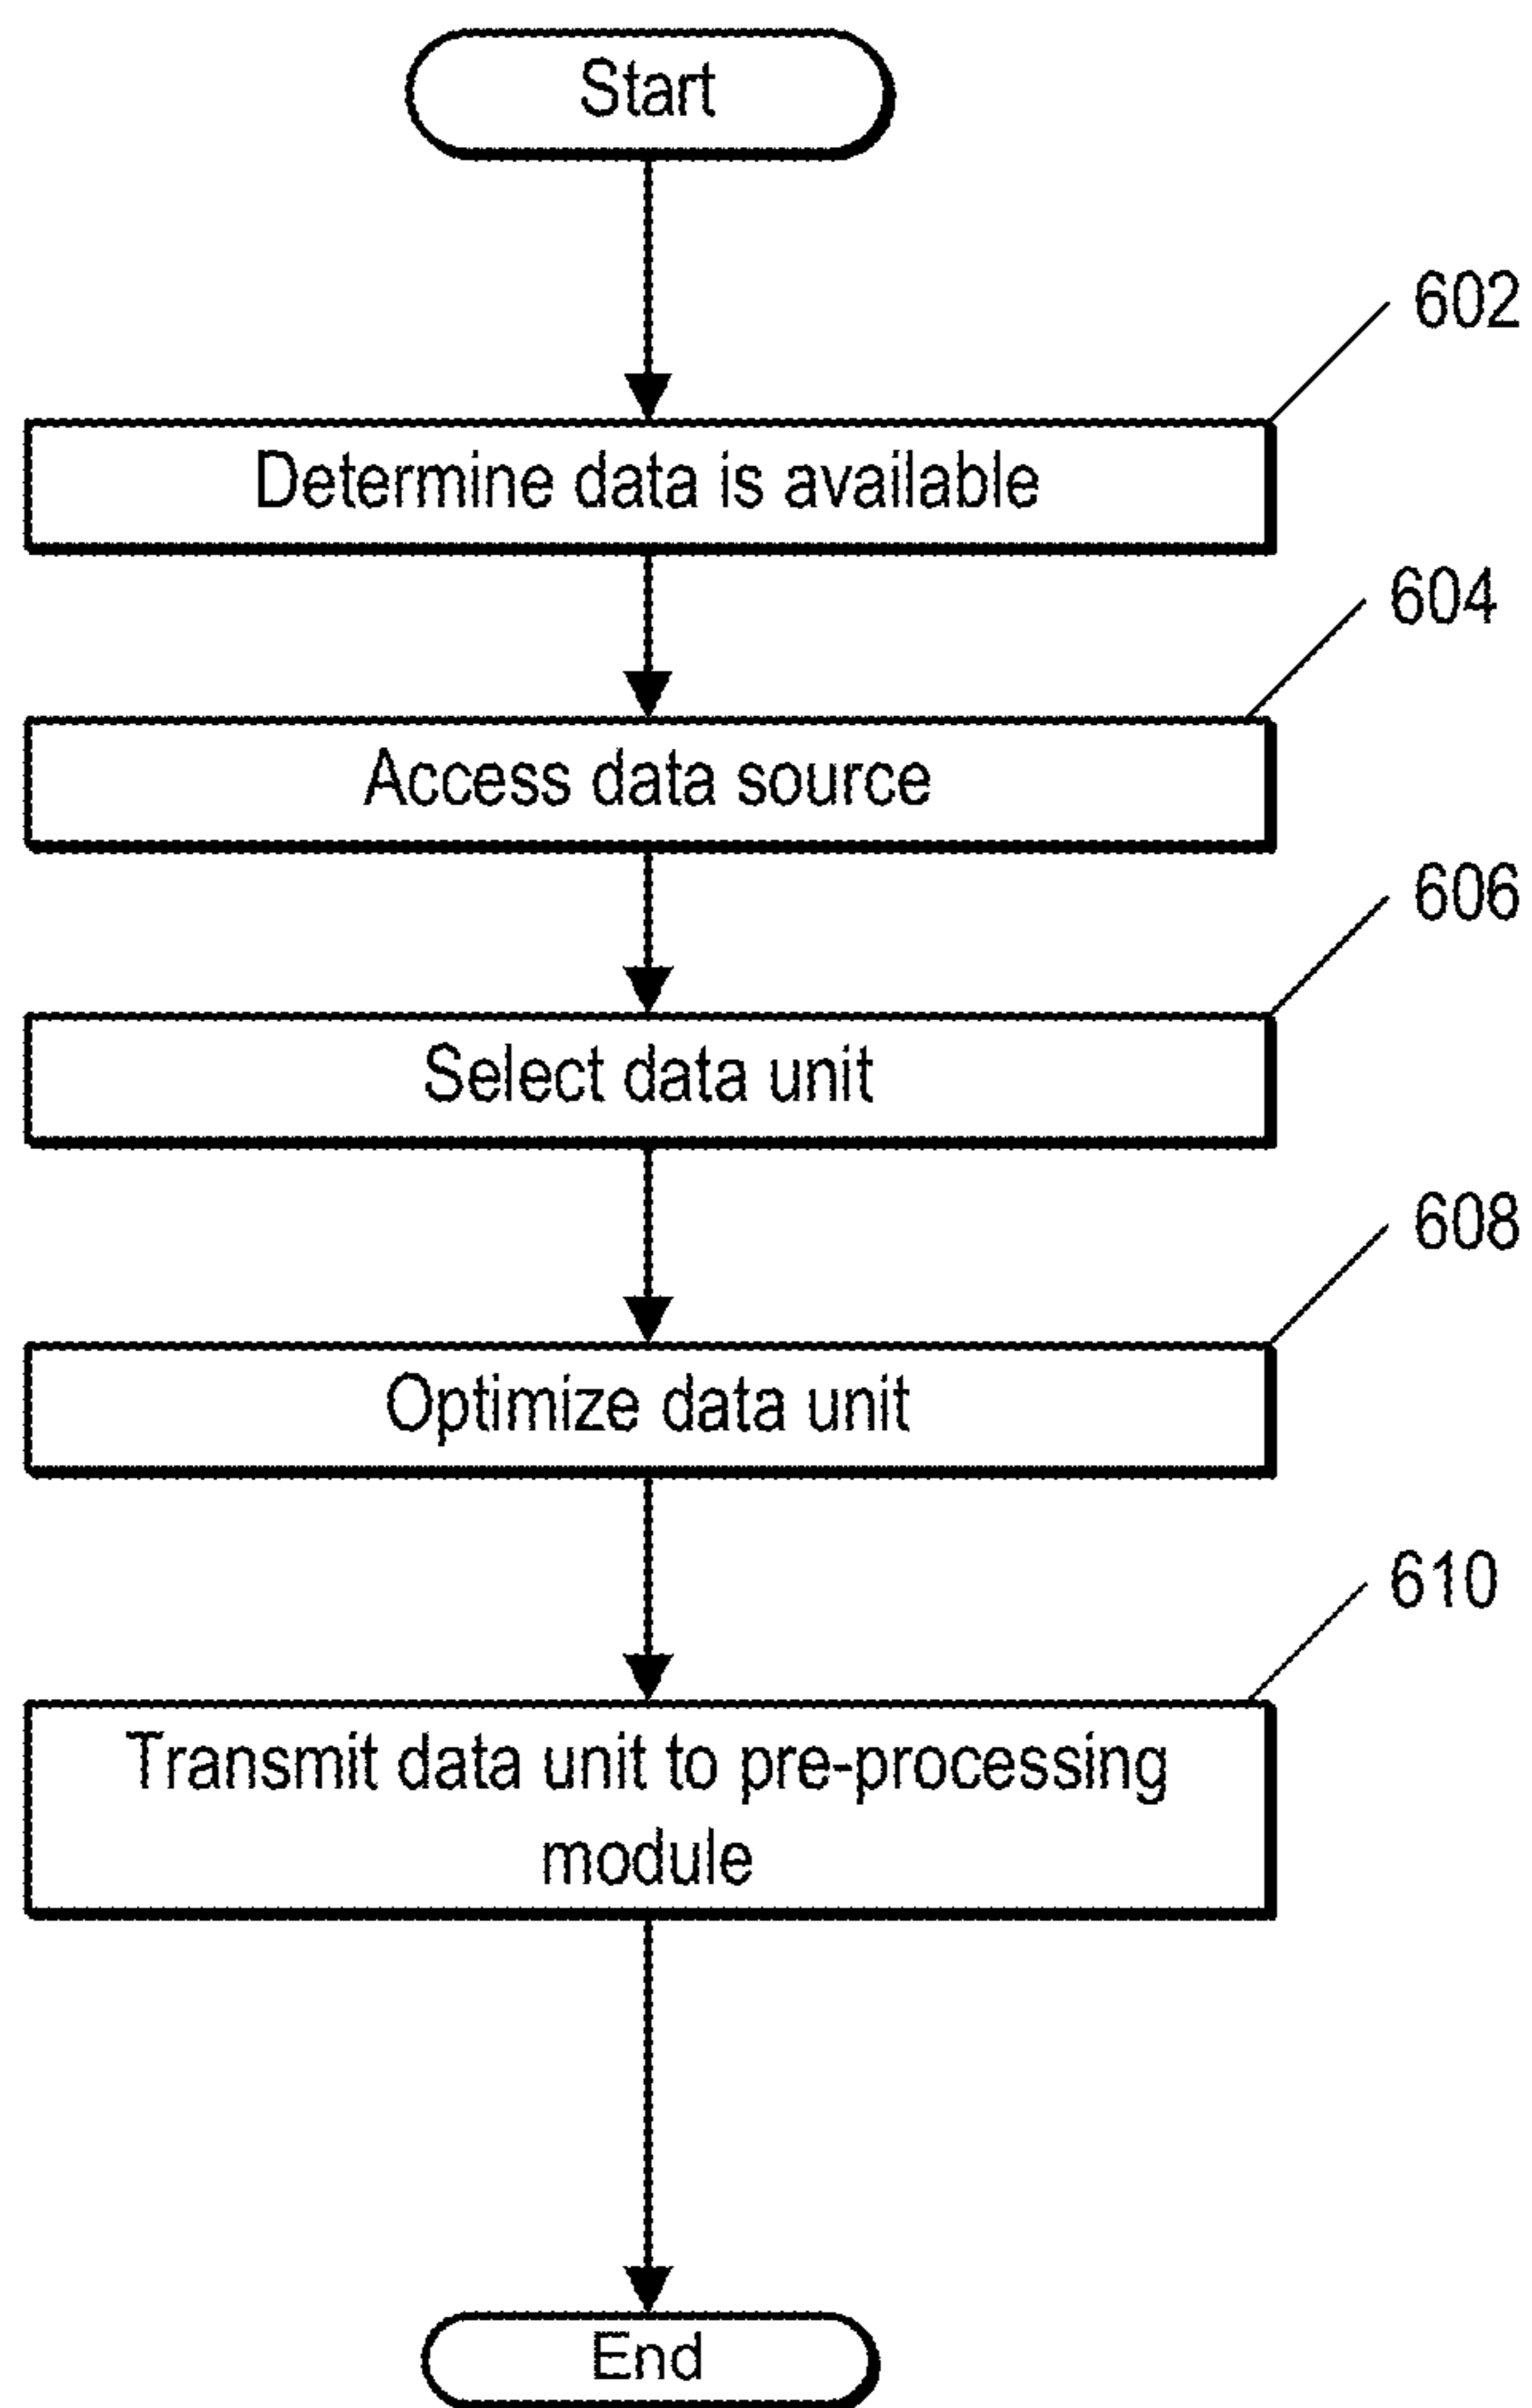 Start
602
Determine data is available
604
Access data source
606
Select data unit
608
Optimize data unit
610
Transmit data unit to pre-processing
module
End